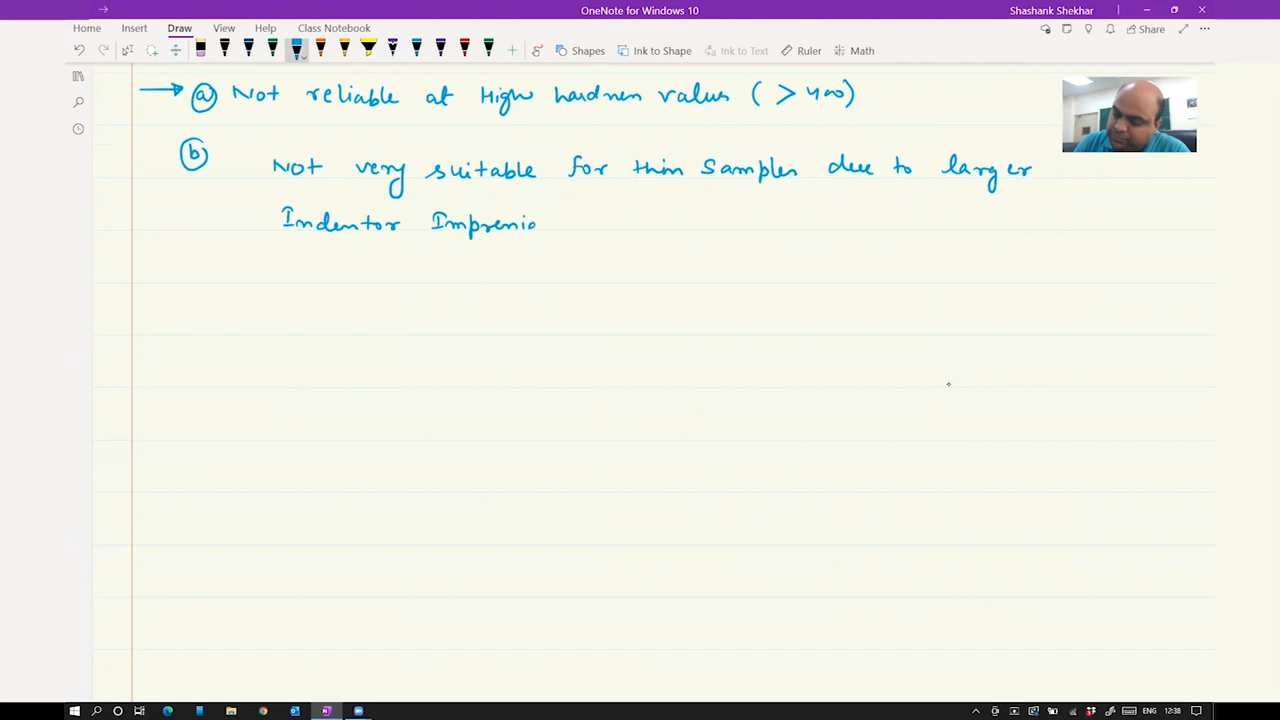 OneNote for Windows 10
Shashank Shekhar
Home Insert Draw View Help Class Notebook
Share
Shapes Ink to Shape Ink to Text Ruler Math
→ (a) Not reliable at High hardness values ( > 400)
(b) Not very suitable for thin samples due to larger
Indentor Impressio
ENG 12:38